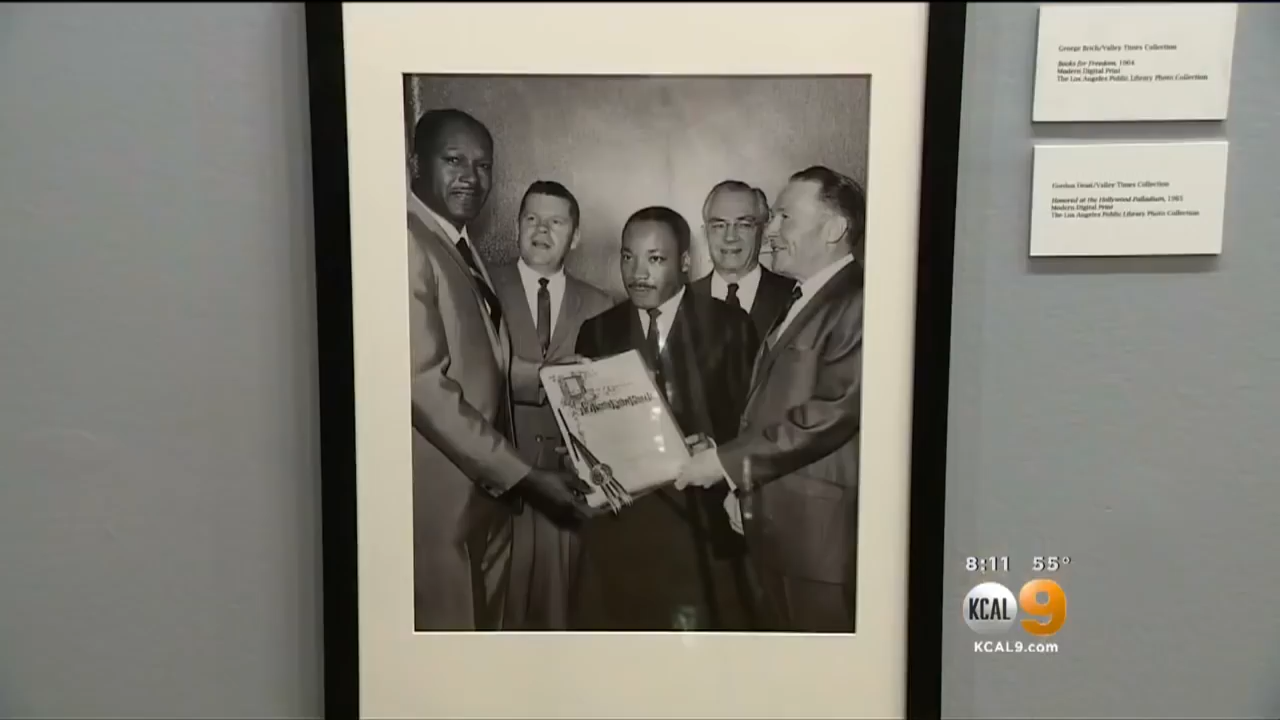 George Brich/Valley Times Collection
Books for Freedom, 1964
Modern Digital Print
The Los Angeles Public Library Photo Collection
Gordon Dean/Valley Times Collection
Honored at the Hollywood Palladium, 1965
Modern Digital Print
The Los Angeles Public Library Photo Collection
8:11 55°
KCAL 9
KCAL9.com